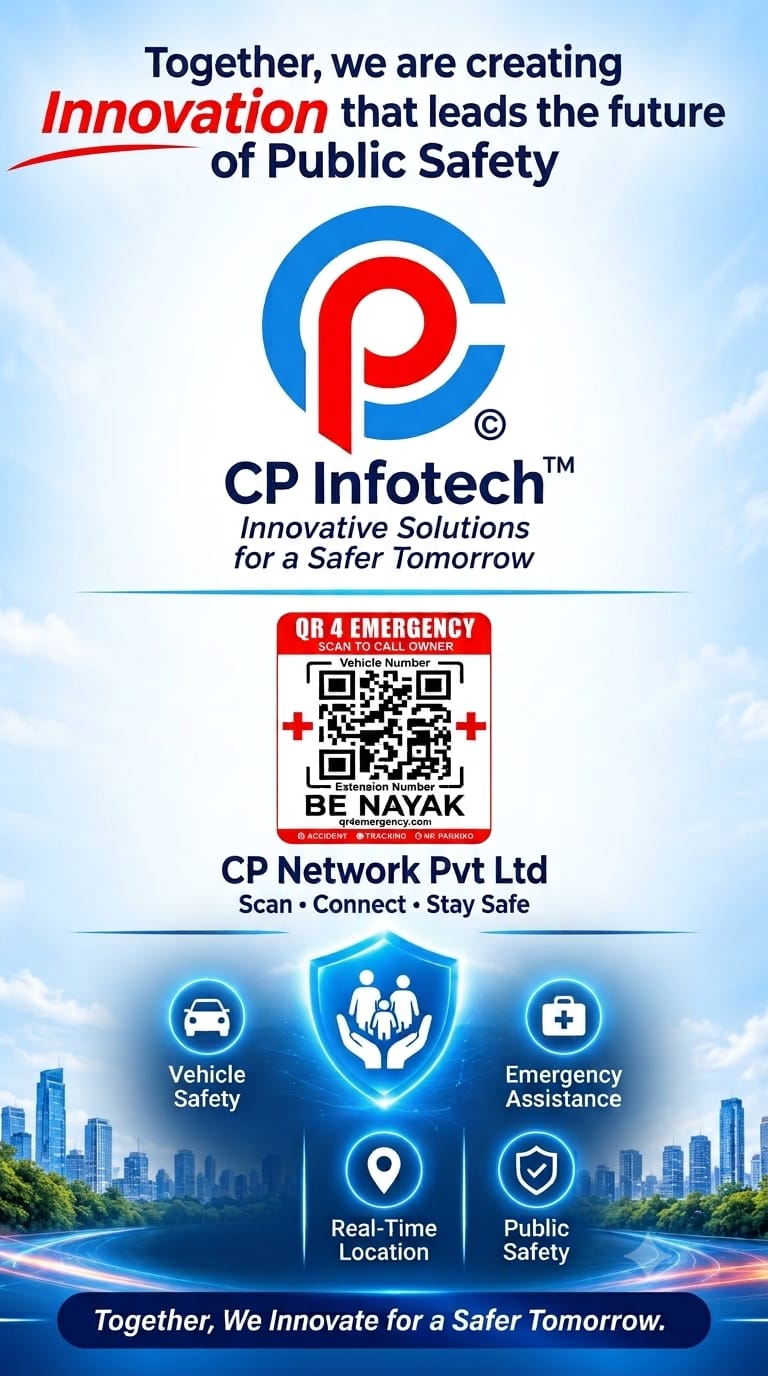 Together, we are creating
Innovation that leads the future
of Public Safety
©
CP Infotech™
Innovative Solutions
for a Safer Tomorrow
QR 4 EMERGENCY
SCAN TO CALL OWNER
Vehicle Number
Extension Number
BE NAYAK
qr4emergency.com
ACCIDENT TRACKING
CP Network Pvt Ltd
Scan • Connect • Stay Safe
Vehicle
Safety
Emergency
Assistance
Real-Time
Location
Public
Safety
Together, We Innovate for a Safer Tomorrow.